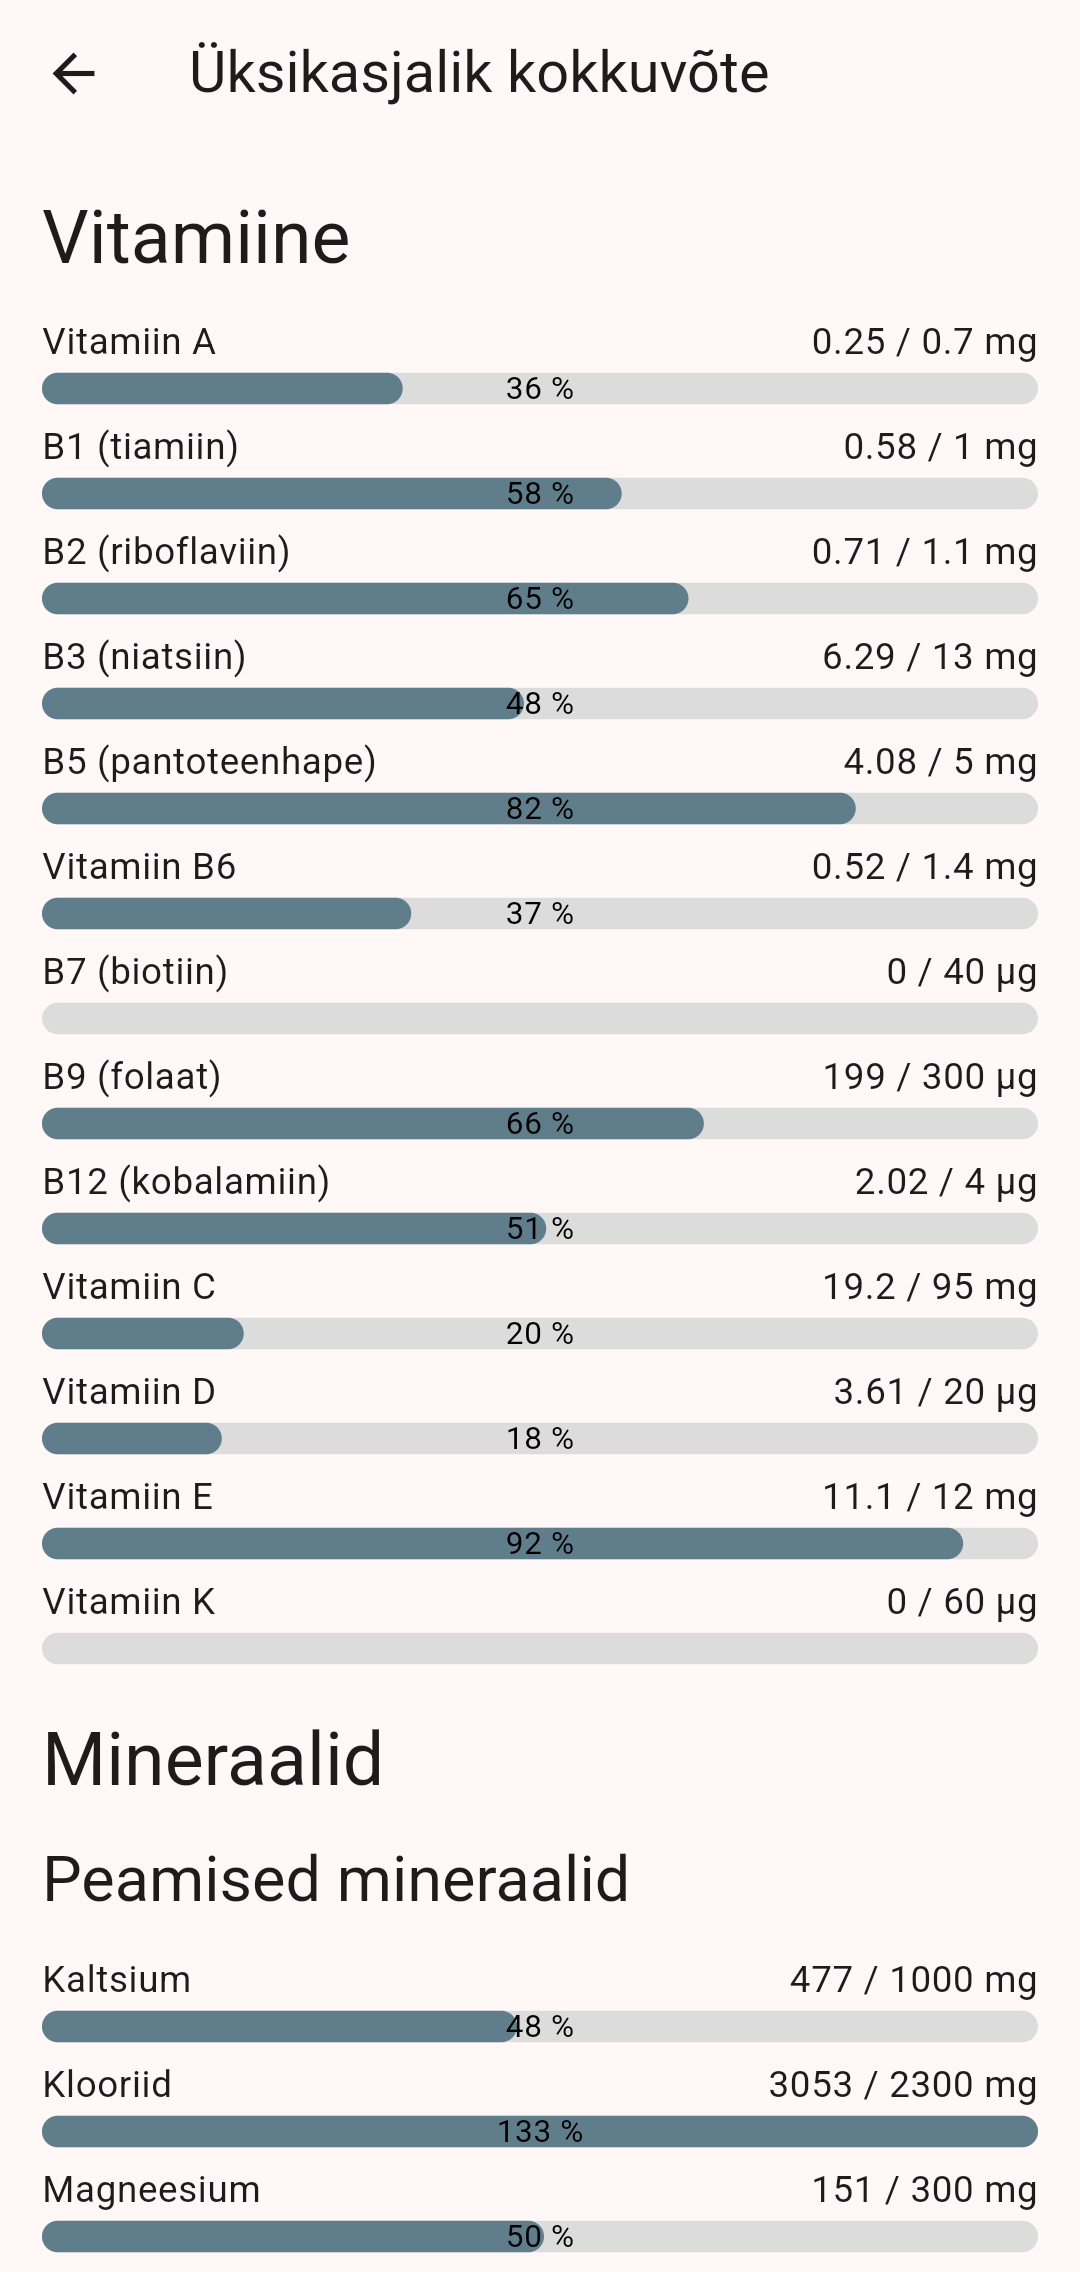 Üksikasjalik kokkuvõte
Vitamiine
Vitamiin A 0.25 / 0.7 mg
36 %
B1 (tiamiin) 0.58 / 1 mg
58 %
B2 (riboflaviin) 0.71 / 1.1 mg
65 %
B3 (niatsiin) 6.29 / 13 mg
48 %
B5 (pantoteenhape) 4.08 / 5 mg
82 %
Vitamiin B6 0.52 / 1.4 mg
37 %
B7 (biotiin) 0 / 40 µg
B9 (folaat) 199 / 300 µg
66 %
B12 (kobalamiin) 2.02 / 4 µg
51 %
Vitamiin C 19.2 / 95 mg
20 %
Vitamiin D 3.61 / 20 µg
18 %
Vitamiin E 11.1 / 12 mg
92 %
Vitamiin K 0 / 60 µg
Mineraalid
Peamised mineraalid
Kaltsium 477 / 1000 mg
48 %
Klooriid 3053 / 2300 mg
133 %
Magneesium 151 / 300 mg
50 %